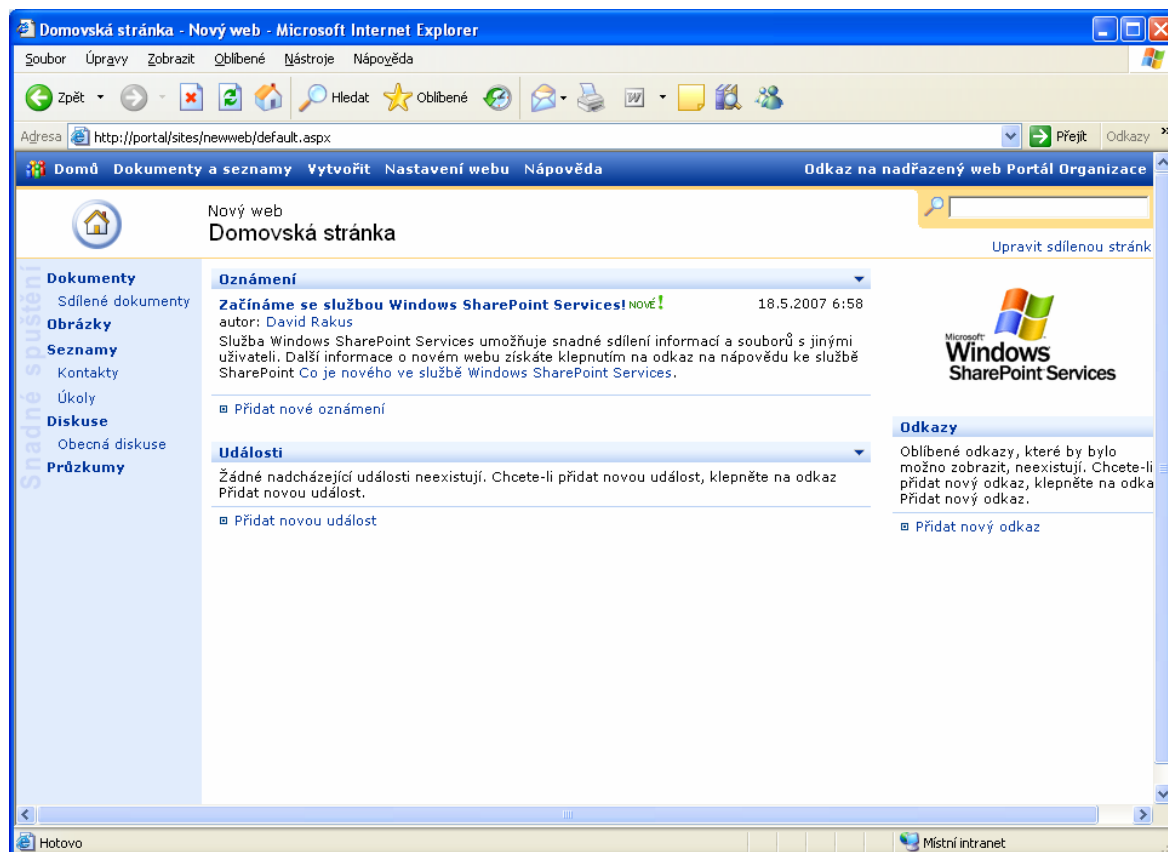 Domovská stránka - Nový web - Microsoft Internet Explorer
Soubor Úpravy Zobrazit Oblíbené Nástroje Nápověda
Zpět Hledat Oblíbené
Adresa http://portal/sites/newweb/default.aspx Přejít Odkazy
Domů Dokumenty a seznamy Vytvořit Nastavení webu Nápověda Odkaz na nadřazený web Portál Organizace
Nový web
Domovská stránka
Upravit sdílenou stránk
Snadné spuštění
Dokumenty
Sdílené dokumenty
Obrázky
Seznamy
Kontakty
Úkoly
Diskuse
Obecná diskuse
Průzkumy
Oznámení
Začínáme se službou Windows SharePoint Services! NOVÉ! 18.5.2007 6:58
autor: David Rakus
Služba Windows SharePoint Services umožňuje snadné sdílení informací a souborů s jinými
uživateli. Další informace o novém webu získáte klepnutím na odkaz na nápovědu ke službě
SharePoint Co je nového ve službě Windows SharePoint Services.
Přidat nové oznámení
Události
Žádné nadcházející události neexistují. Chcete-li přidat novou událost, klepněte na odkaz
Přidat novou událost.
Přidat novou událost
Microsoft
Windows
SharePoint Services
Odkazy
Oblíbené odkazy, které by bylo
možno zobrazit, neexistují. Chcete-li
přidat nový odkaz, klepněte na odka
Přidat nový odkaz.
Přidat nový odkaz
Hotovo Místní intranet